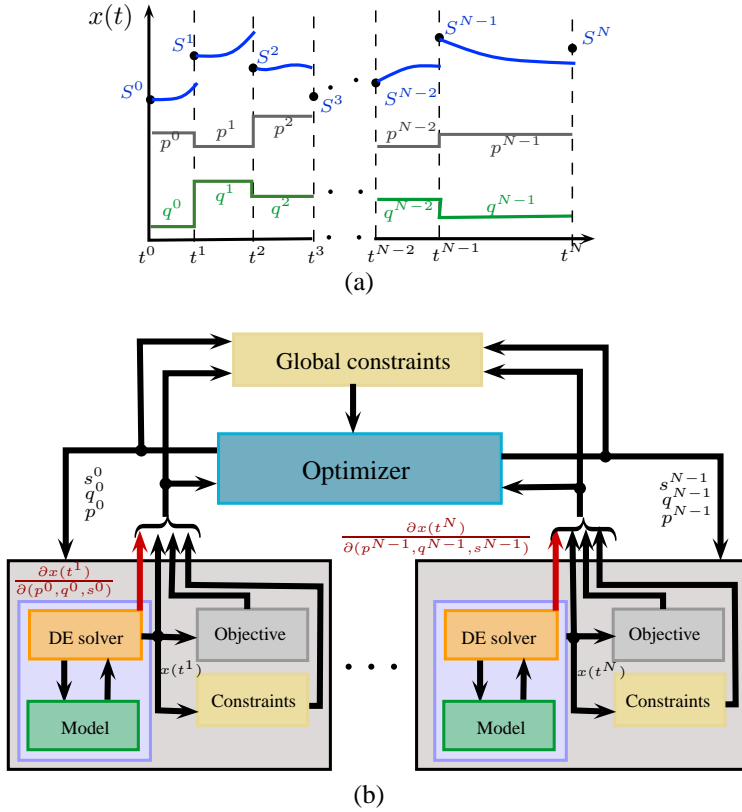 x(t)
S^0
S^1
S^2
S^3
S^{N-2}
S^{N-1}
S^N
p^0
p^1
p^2
p^{N-2}
p^{N-1}
q^0
q^1
q^2
q^{N-2}
q^{N-1}
t^0
t^1
t^2
t^3
t^{N-2}
t^{N-1}
t^N
(a)
Global constraints
Optimizer
s^0
q^0
p^0
s^{N-1}
q^{N-1}
p^{N-1}
∂x(t^1)
∂(p^0,q^0,s^0)
∂x(t^N)
∂(p^{N-1},q^{N-1},s^{N-1})
DE solver
Objective
x(t^1)
Model
Constraints
DE solver
Objective
x(t^N)
Model
Constraints
(b)